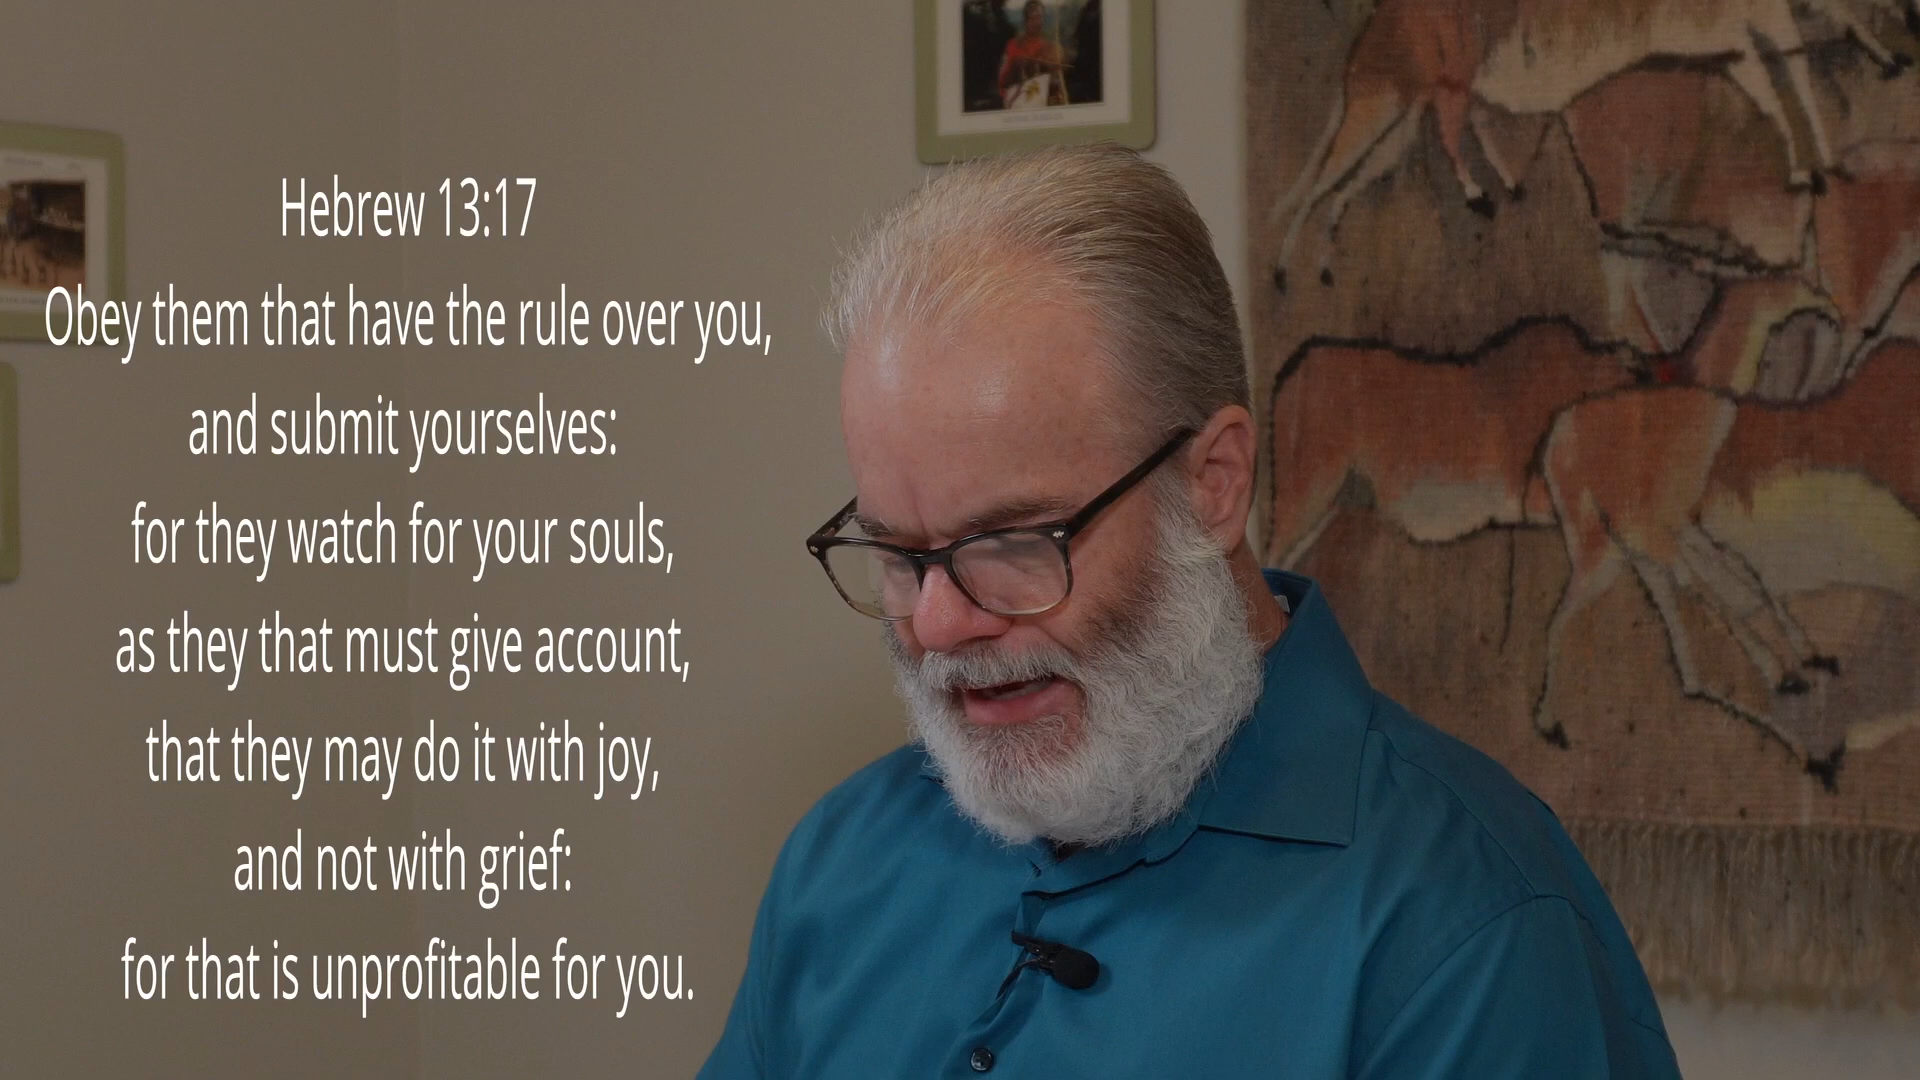 Hebrew 13:17
Obey them that have the rule over you,
and submit yourselves:
for they watch for your souls,
as they that must give account,
that they may do it with joy,
and not with grief:
for that is unprofitable for you.